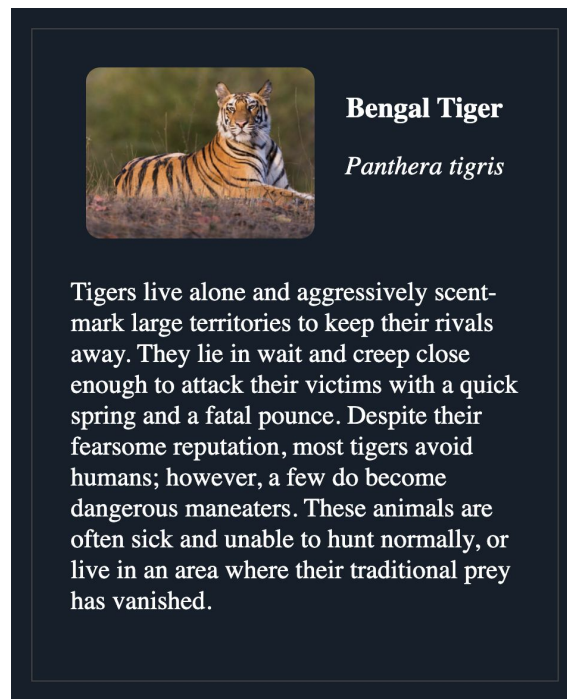 Bengal Tiger
Panthera tigris
Tigers live alone and aggressively scent-
mark large territories to keep their rivals
away. They lie in wait and creep close
enough to attack their victims with a quick
spring and a fatal pounce. Despite their
fearsome reputation, most tigers avoid
humans; however, a few do become
dangerous maneaters. These animals are
often sick and unable to hunt normally, or
live in an area where their traditional prey
has vanished.